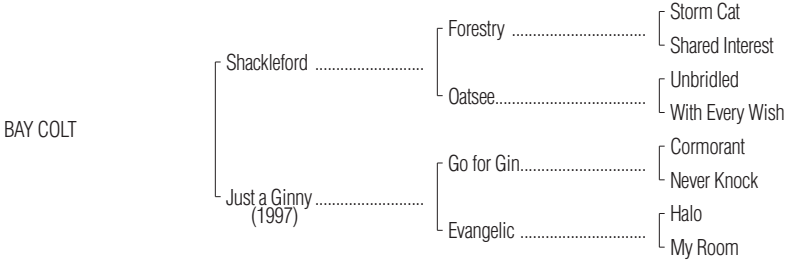 Storm Cat
Forestry ..............................
Shared Interest
Shackleford ........................
Unbridled
Oatsee..................................
With Every Wish
BAY COLT
Cormorant
Go for Gin............................
Never Knock
Just a Ginny ........................
(1997)
Halo
Evangelic ............................
My Room